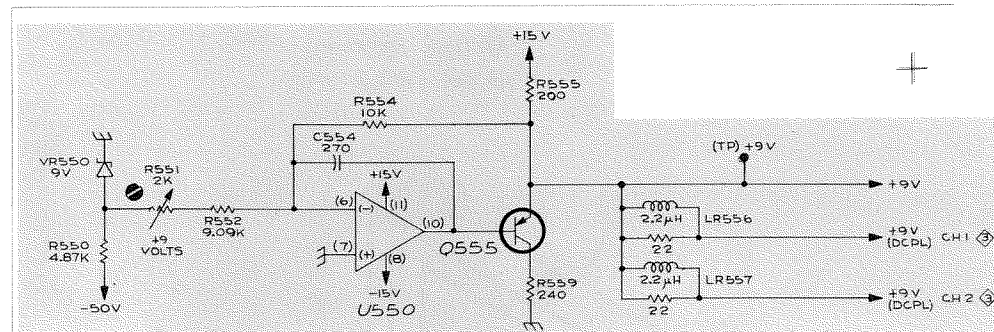 +15 V
R555
200
R554
10K
C554
270
(TP) +9V
VR550
9V
R551
2K
+15V
(6) (-) (11)
+9V
R552
9.09K
(10)
Q555
2.2µH LR556
+9V
(DCPL) CH 1 3
22
+9
VOLTS
R550
4.87K
(7) (+) (8)
-15V
U550
R559
240
2.2µH LR557
+9V
(DCPL) CH 2 3
22
-50V